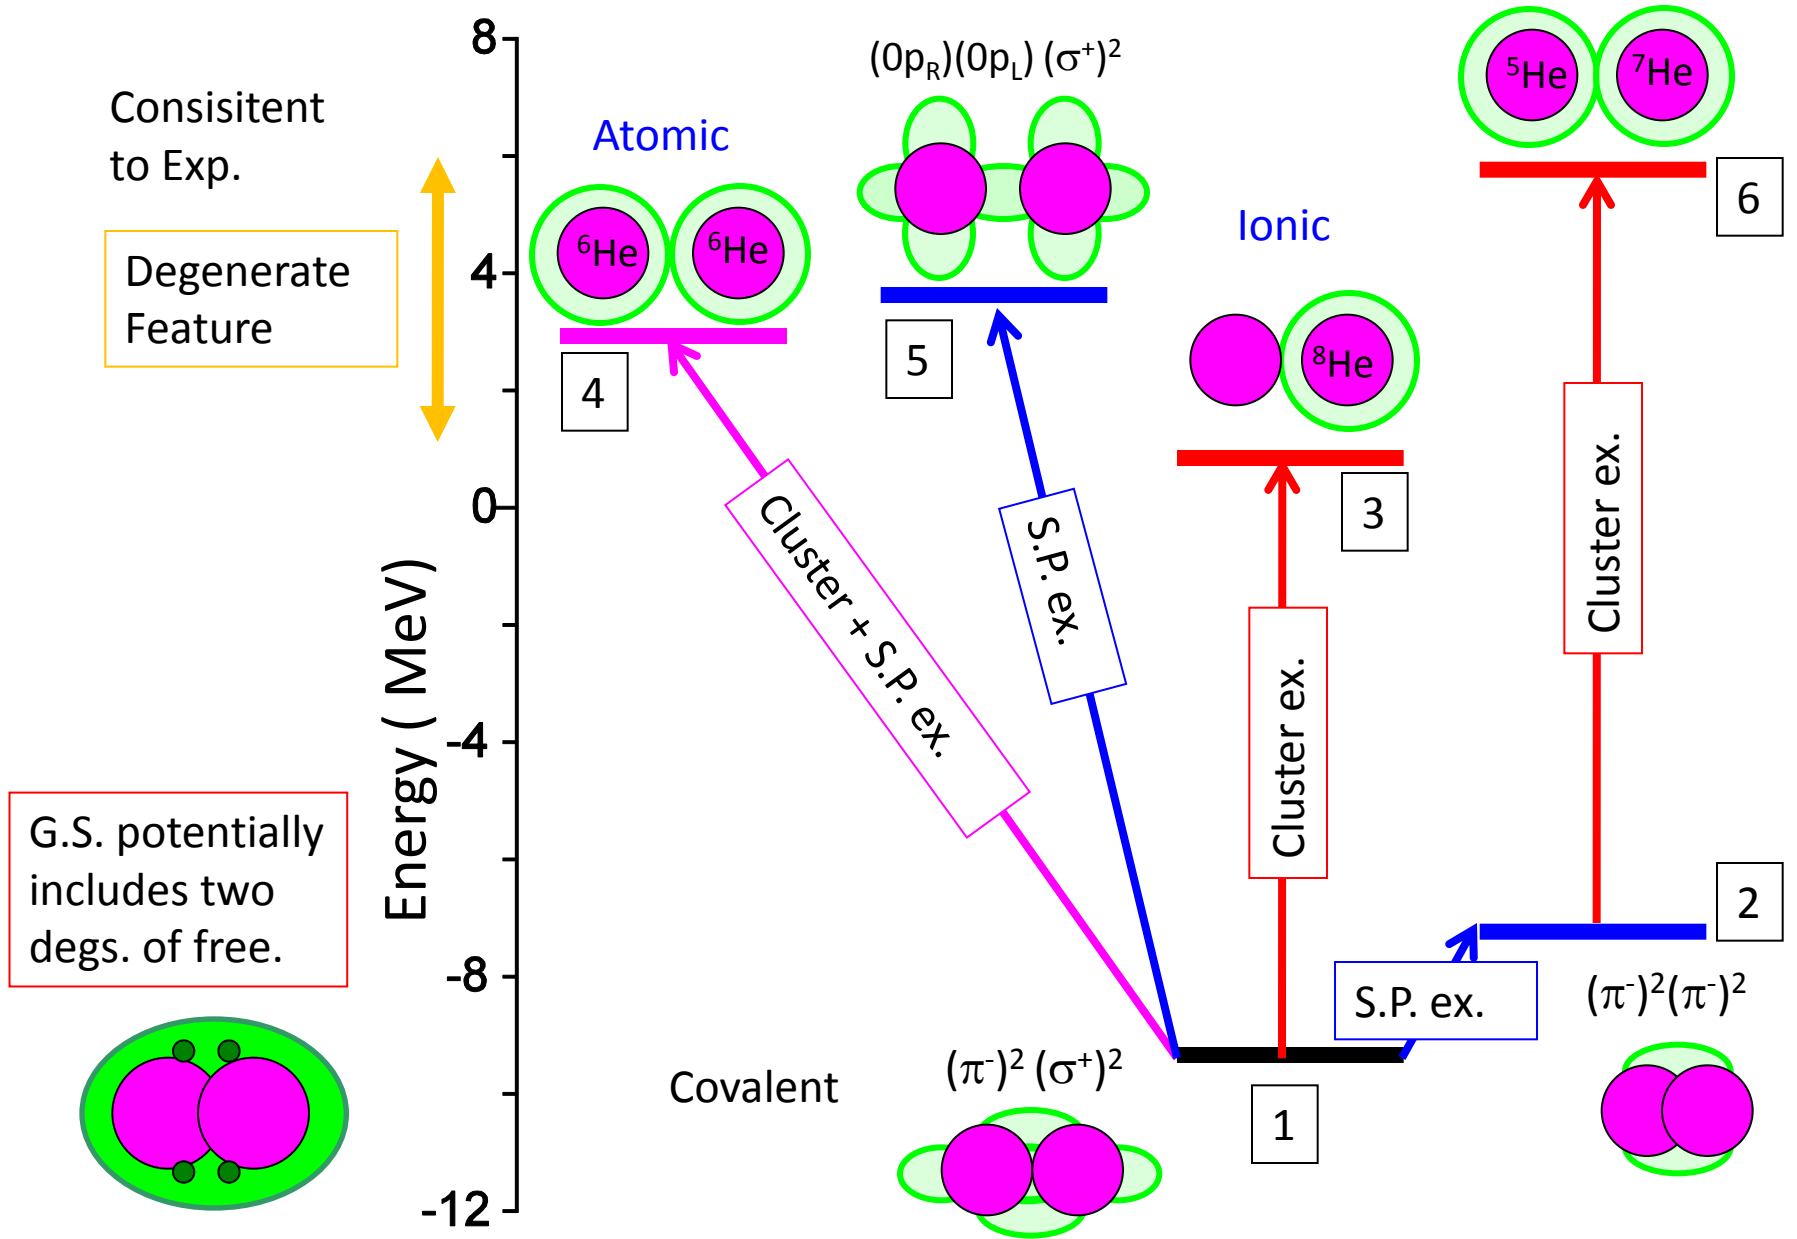 8
4
0
-4
-8
-12
Energy ( MeV)
Consisitent
to Exp.
Degenerate
Feature
G.S. potentially
includes two
degs. of free.
Atomic
⁶He ⁶He
4
(0p_R)(0p_L) (σ⁺)²
5
Ionic
⁸He
3
⁵He ⁷He
6
Cluster + S.P. ex.
S.P. ex.
Cluster ex.
Cluster ex.
2
S.P. ex.
(π⁻)²(π⁻)²
Covalent
(π⁻)² (σ⁺)²
1